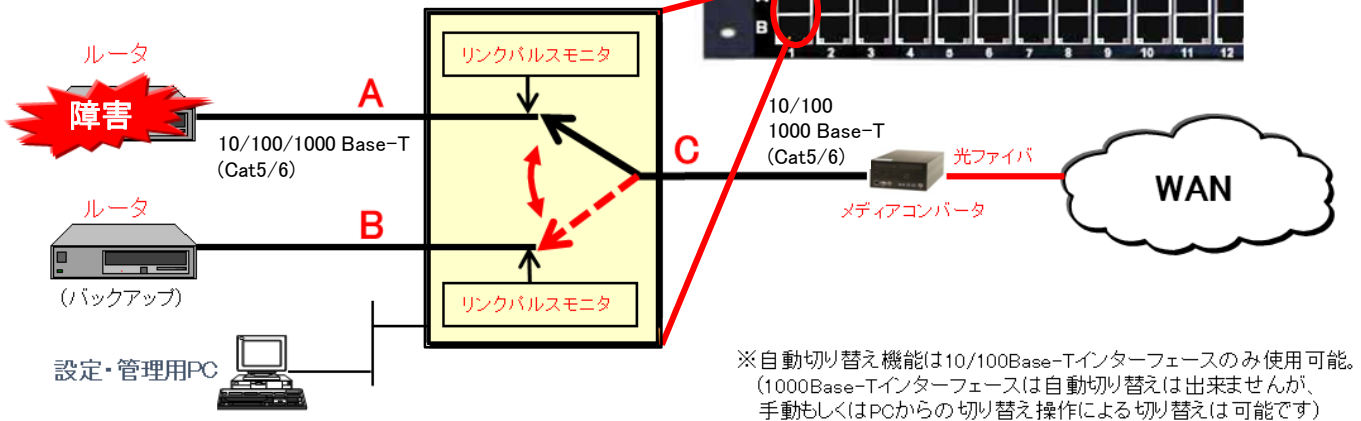 A
B
1 2 3 4 5 6 7 8 9 10 11 12
ルータ
障害
A
10/100/1000 Base-T
(Cat5/6)
リンクパルスモニタ
C
10/100
1000 Base-T
(Cat5/6)
光ファイバ
メディアコンバータ
WAN
ルータ
(バックアップ)
B
リンクパルスモニタ
設定・管理用PC
※自動切り替え機能は10/100Base-Tインターフェースのみ使用可能。
(1000Base-Tインターフェースは自動切り替えは出来ませんが、
手動もしくはPCからの切り替え操作による切り替えは可能です)